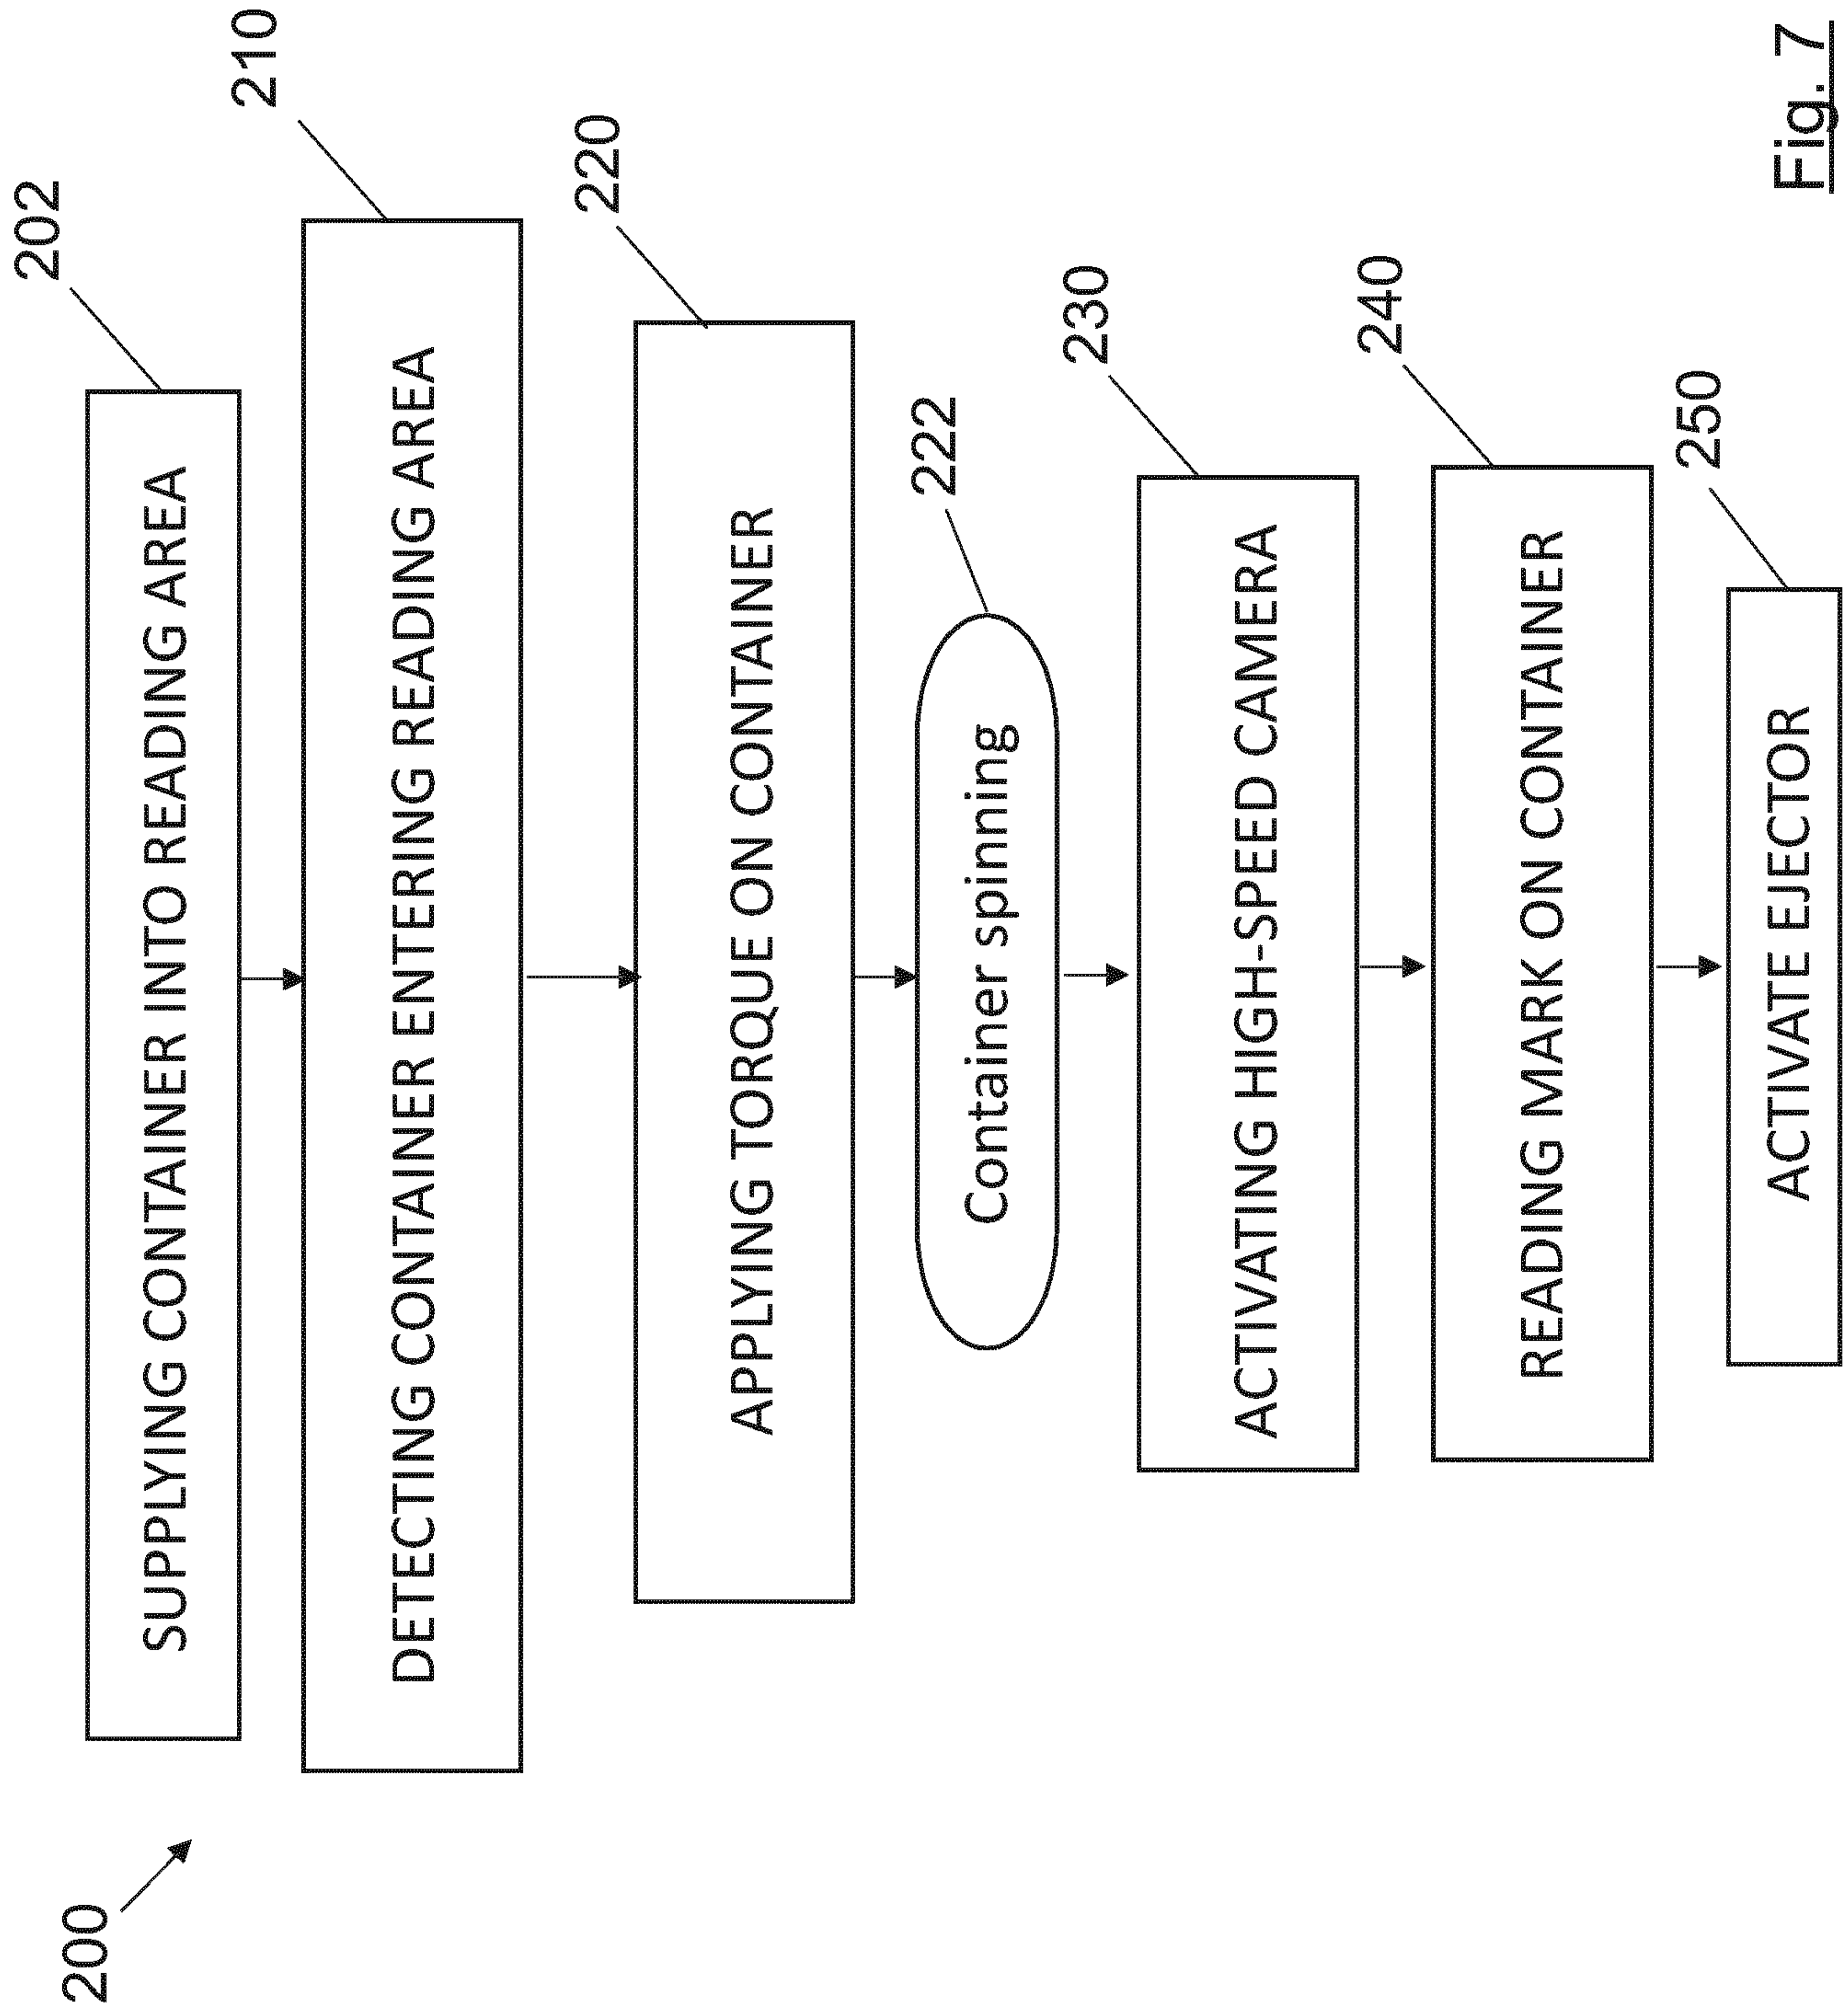 200
202
SUPPLYING CONTAINER INTO READING AREA
210
DETECTING CONTAINER ENTERING READING AREA
220
APPLYING TORQUE ON CONTAINER
222
Container spinning
230
ACTIVATING HIGH-SPEED CAMERA
240
READING MARK ON CONTAINER
250
ACTIVATE EJECTOR
Fig. 7